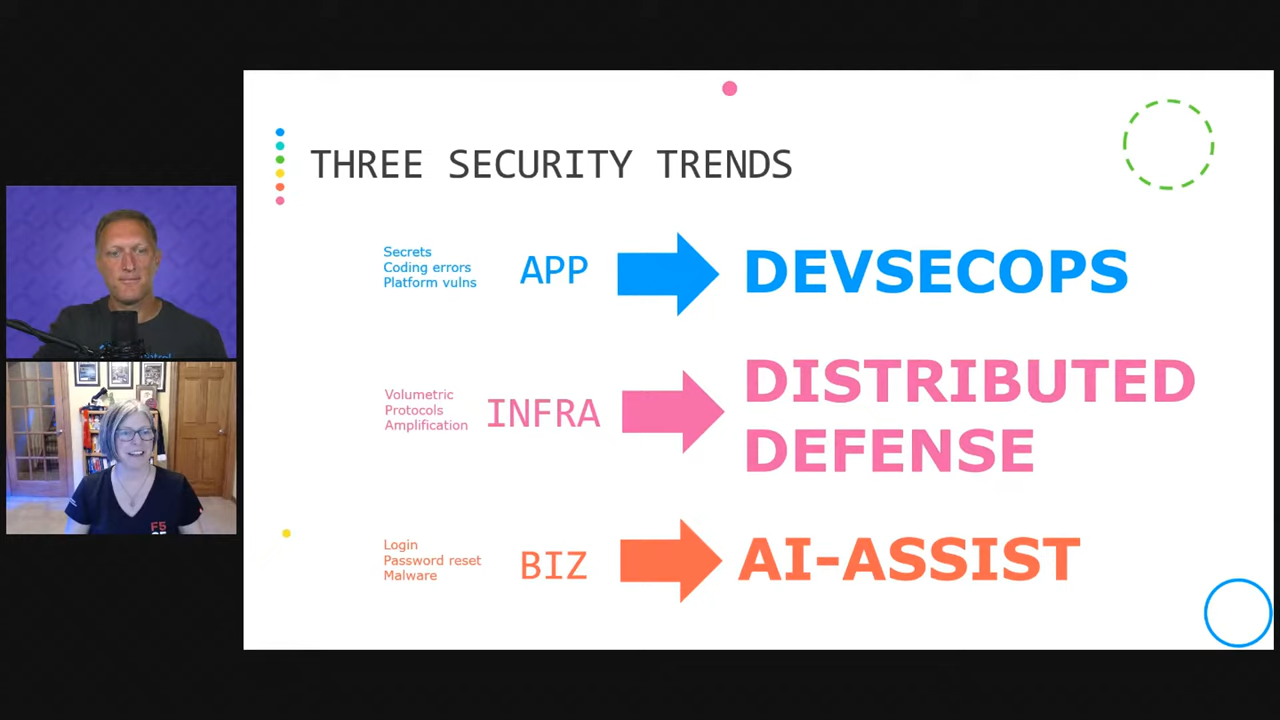 THREE SECURITY TRENDS
Secrets
Coding errors
Platform vulns
APP
DEVSECOPS
Volumetric
Protocols
Amplification
INFRA
DISTRIBUTED
DEFENSE
Login
Password reset
Malware
BIZ
AI-ASSIST
F5